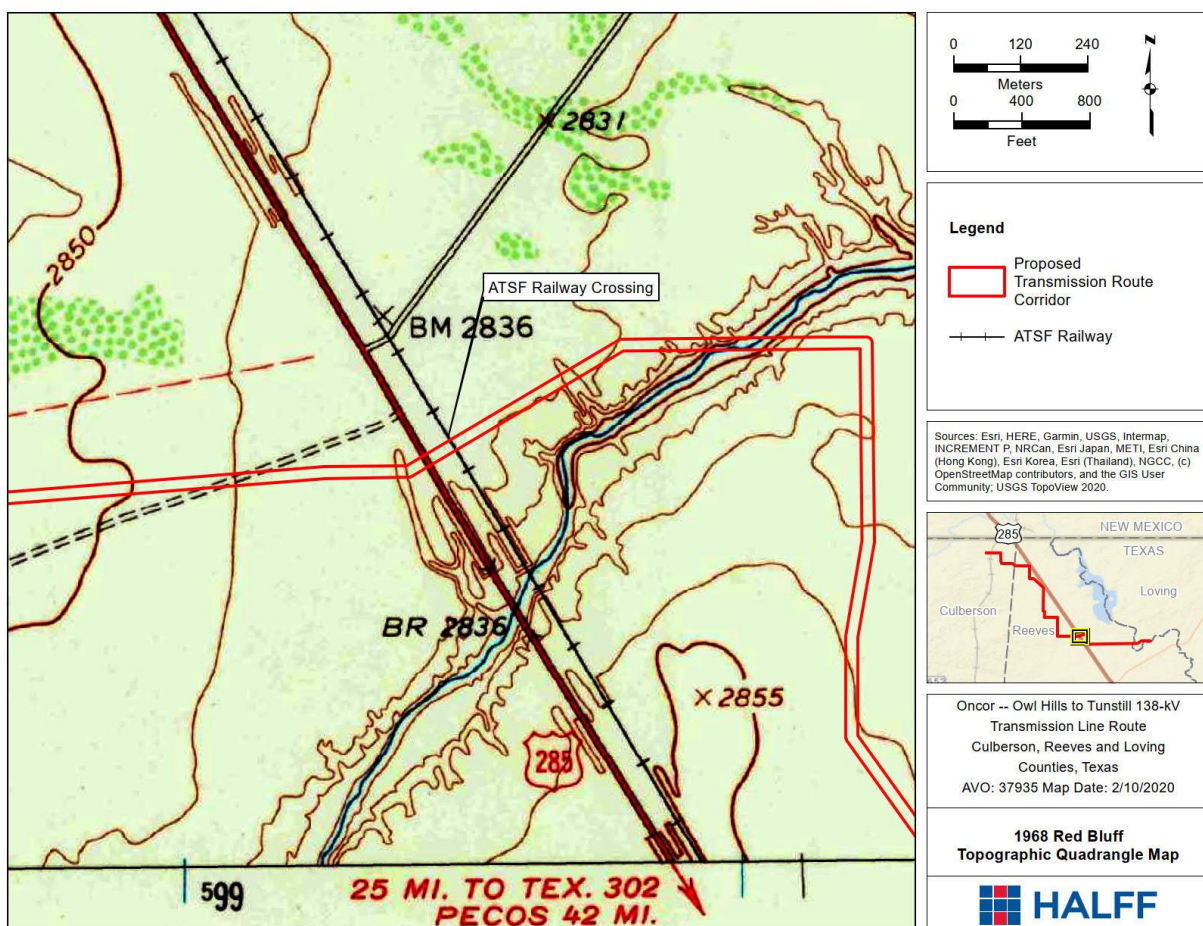 2831
2850
ATSF Railway Crossing
BM 2836
BR 2836
2855
285
599
25 MI. TO TEX. 302
PECOS 42 MI.
0 120 240
Meters
0 400 800
Feet
N
Legend
Proposed
Transmission Route
Corridor
ATSF Railway
Sources: Esri, HERE, Garmin, USGS, Intermap,
INCREMENT P, NRCan, Esri Japan, METI, Esri China
(Hong Kong), Esri Korea, Esri (Thailand), NGCC, (c)
OpenStreetMap contributors, and the GIS User
Community; USGS TopoView 2020.
285
NEW MEXICO
TEXAS
Loving
Culberson
Reeves
Oncor -- Owl Hills to Tunstill 138-kV
Transmission Line Route
Culberson, Reeves and Loving
Counties, Texas
AVO: 37935 Map Date: 2/10/2020
1968 Red Bluff
Topographic Quadrangle Map
HALFF